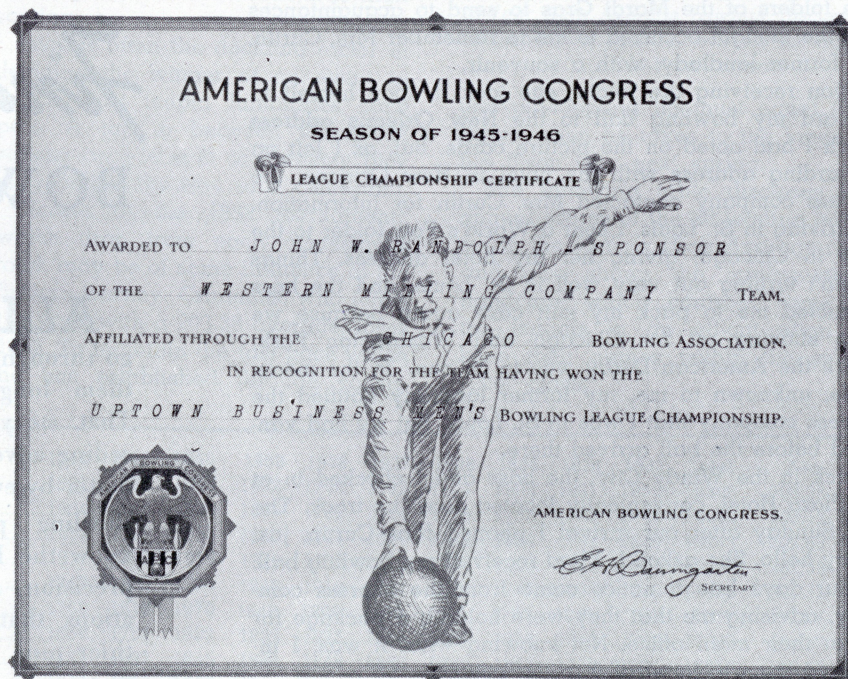 AMERICAN BOWLING CONGRESS
SEASON OF 1945-1946
LEAGUE CHAMPIONSHIP CERTIFICATE
AWARDED TO JOHN W. RANDOLPH - SPONSOR
OF THE WESTERN MILLING COMPANY TEAM,
AFFILIATED THROUGH THE CHICAGO BOWLING ASSOCIATION,
IN RECOGNITION FOR THE TEAM HAVING WON THE
UPTOWN BUSINESS MEN'S BOWLING LEAGUE CHAMPIONSHIP.
AMERICAN BOWLING CONGRESS
ABC
AMERICAN BOWLING CONGRESS.
E H Baumgarten
SECRETARY